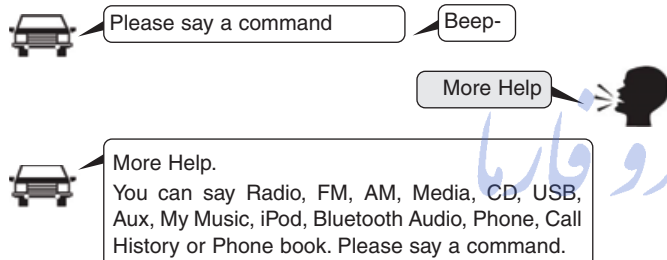 Please say a command
Beep-
More Help
More Help.
You can say Radio, FM, AM, Media, CD, USB,
Aux, My Music, iPod, Bluetooth Audio, Phone, Call
History or Phone book. Please say a command.